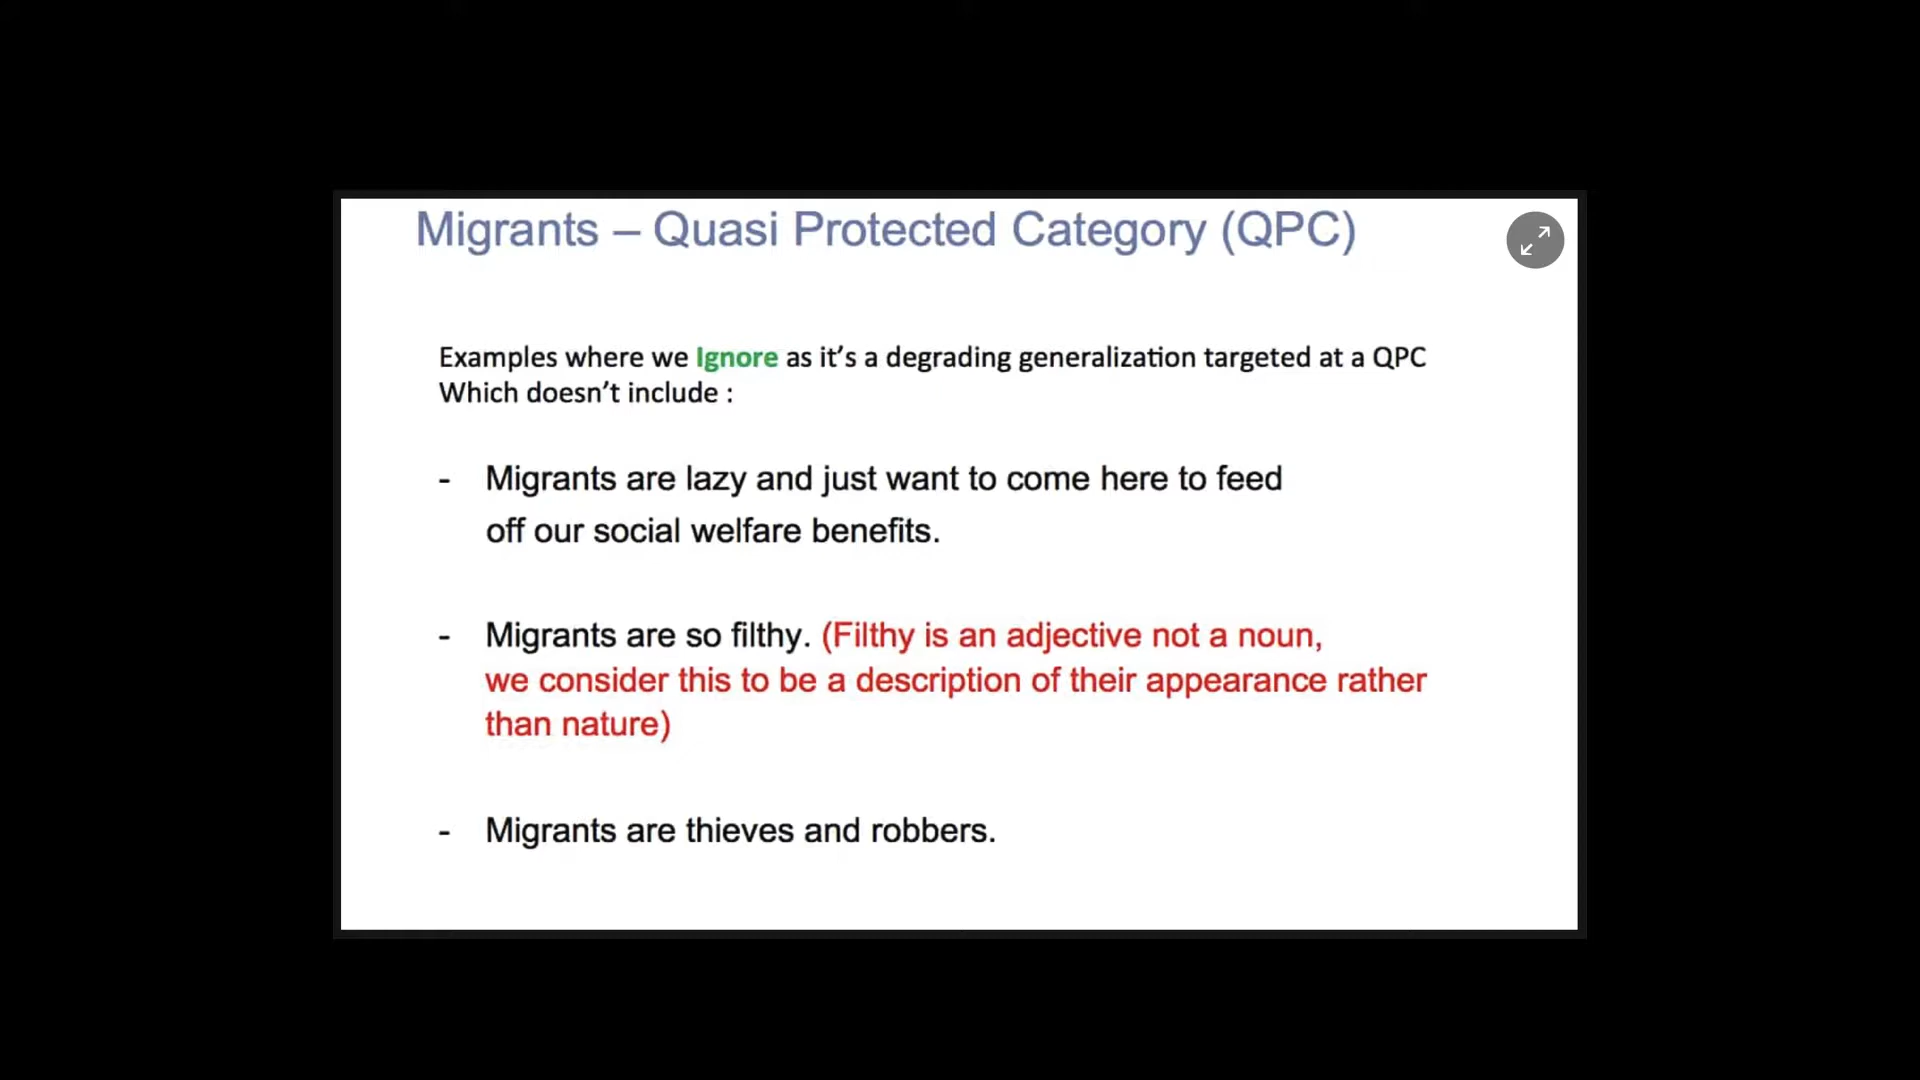 Migrants – Quasi Protected Category (QPC)
Examples where we Ignore as it’s a degrading generalization targeted at a QPC
Which doesn’t include :
- Migrants are lazy and just want to come here to feed
off our social welfare benefits.
- Migrants are so filthy. (Filthy is an adjective not a noun,
we consider this to be a description of their appearance rather
than nature)
- Migrants are thieves and robbers.